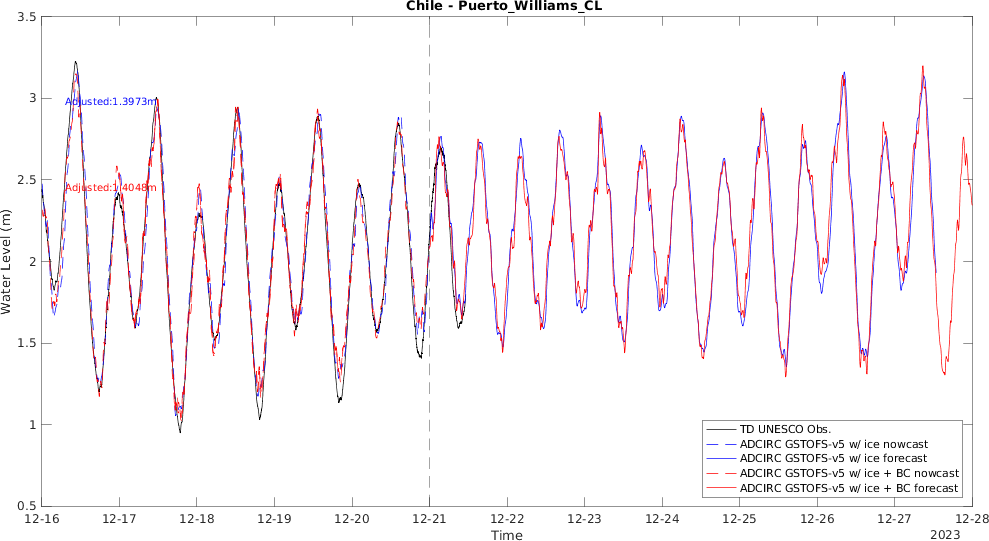 Chile - Puerto_Williams_CL
3.5
3
2.5
2
1.5
1
0.5
Water Level (m)
Adjusted:1.3973m
Adjusted:1.4048m
TD UNESCO Obs.
ADCIRC GSTOFS-v5 w/ ice nowcast
ADCIRC GSTOFS-v5 w/ ice forecast
ADCIRC GSTOFS-v5 w/ ice + BC nowcast
ADCIRC GSTOFS-v5 w/ ice + BC forecast
12-16 12-17 12-18 12-19 12-20 12-21 12-22 12-23 12-24 12-25 12-26 12-27 12-28
Time
2023